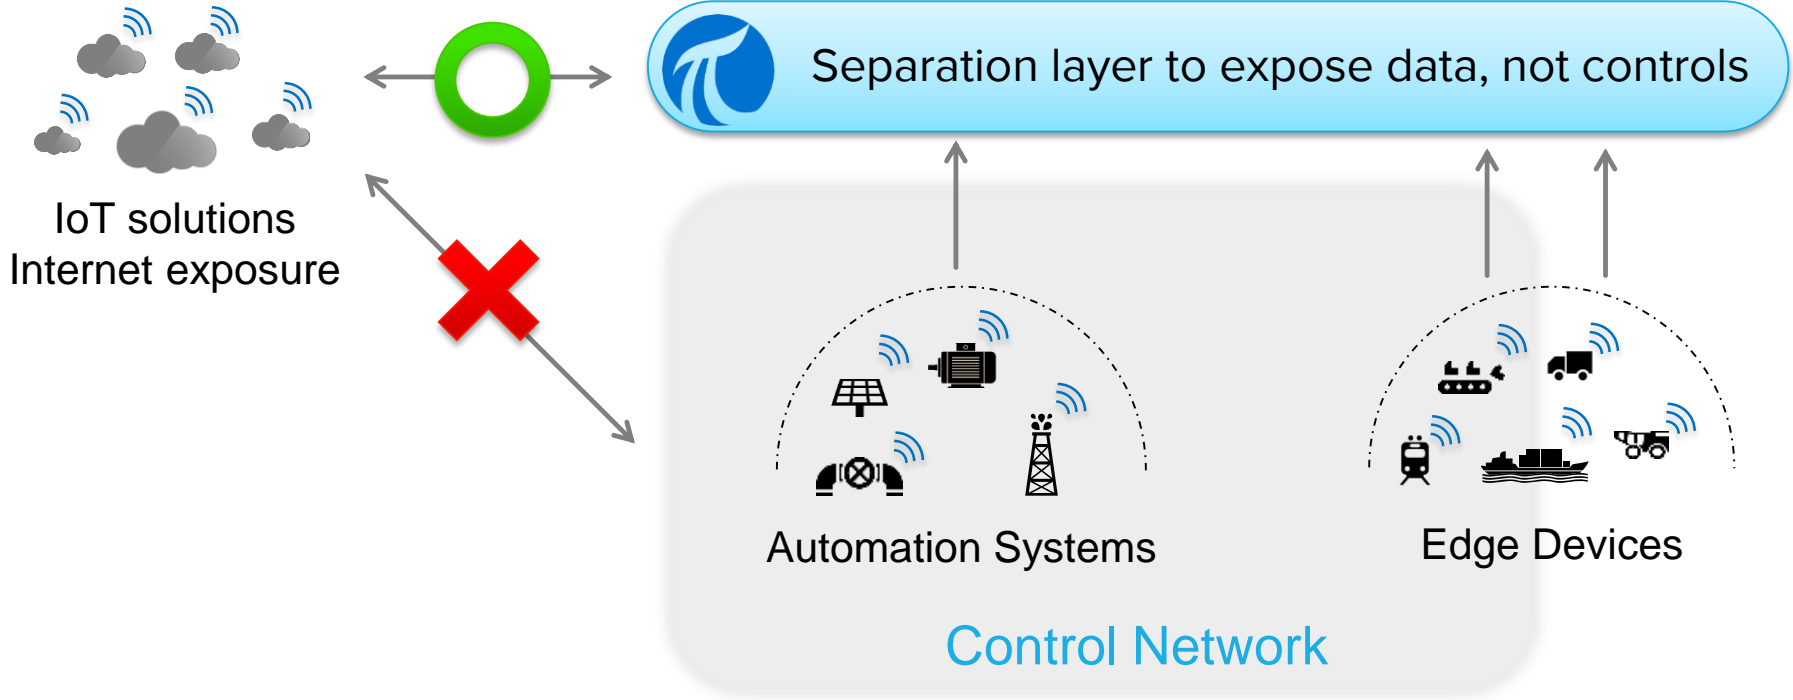 Separation layer to expose data, not controls
IoT solutions
Internet exposure
Automation Systems
Edge Devices
Control Network